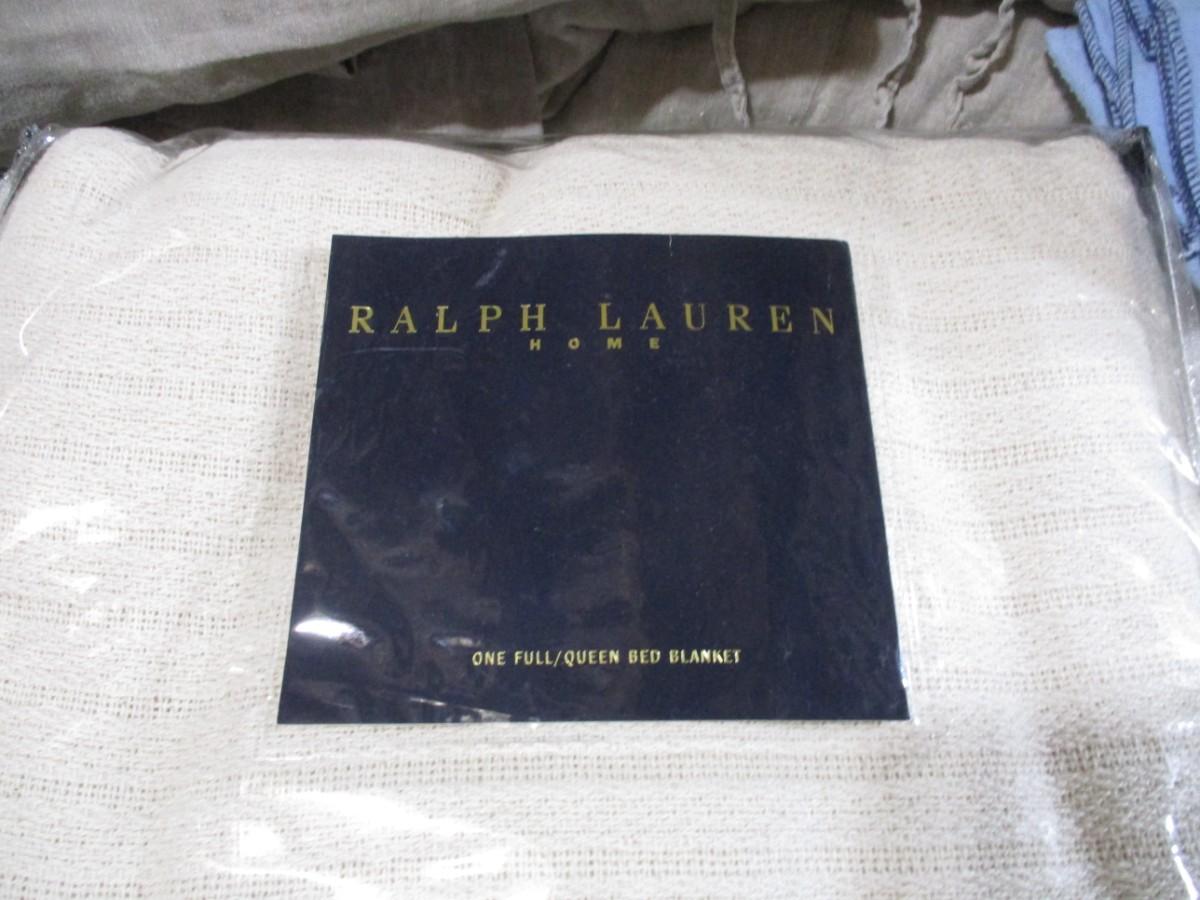 RALPH LAUREN
HOME
ONE FULL/QUEEN BED BLANKET